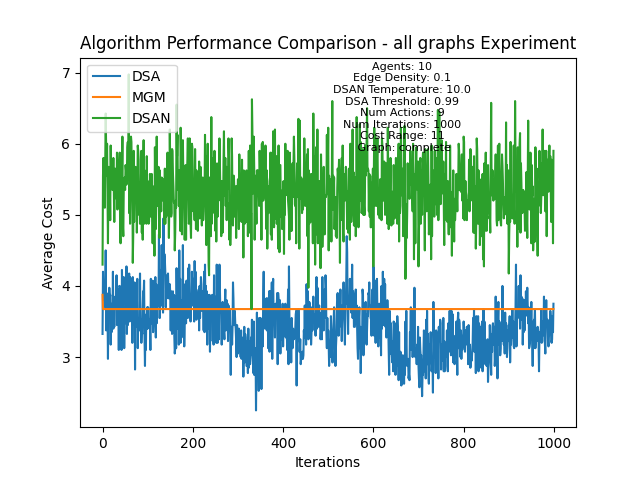 Algorithm Performance Comparison - all graphs Experiment
DSA
MGM
DSAN
Agents: 10
Edge Density: 0.1
DSAN Temperature: 10.0
DSA Threshold: 0.99
Num Actions: 9
Num Iterations: 1000
Cost Range: 11
Graph: complete
Average Cost
7
6
5
4
3
0
200
400
600
800
1000
Iterations